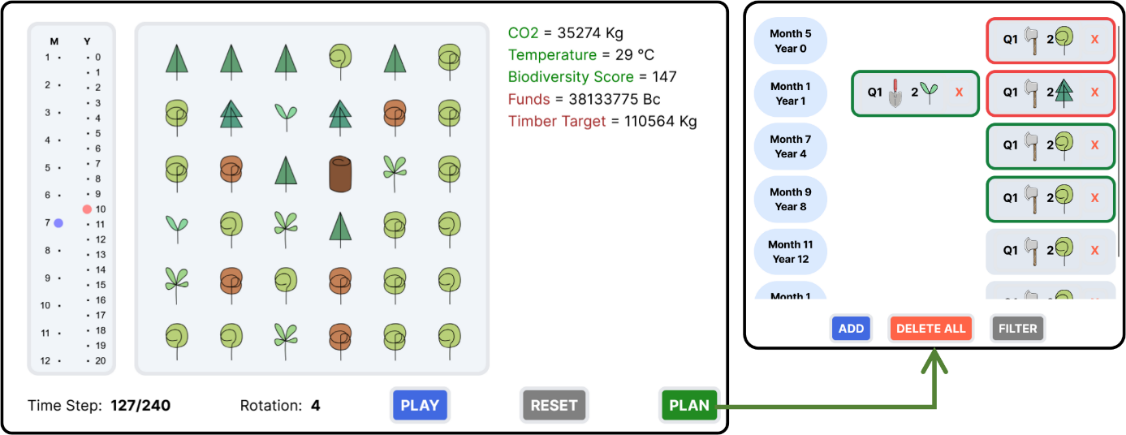 M Y
1 0
1
2 2
3
3 4
5
4 6
7
5 8
9
6 10
7 11
12
8 13
14
9 15
16
10 17
18
11 19
12 20
CO2 = 35274 Kg
Temperature = 29 °C
Biodiversity Score = 147
Funds = 38133775 Bc
Timber Target = 110564 Kg
Time Step: 127/240
Rotation: 4
PLAY
RESET
PLAN
Month 5
Year 0
Q1 2 X
Month 1
Year 1
Q1 2 X
Q1 2 X
Month 7
Year 4
Q1 2 X
Month 9
Year 8
Q1 2 X
Month 11
Year 12
Q1 2 X
Month 1
ADD
DELETE ALL
FILTER